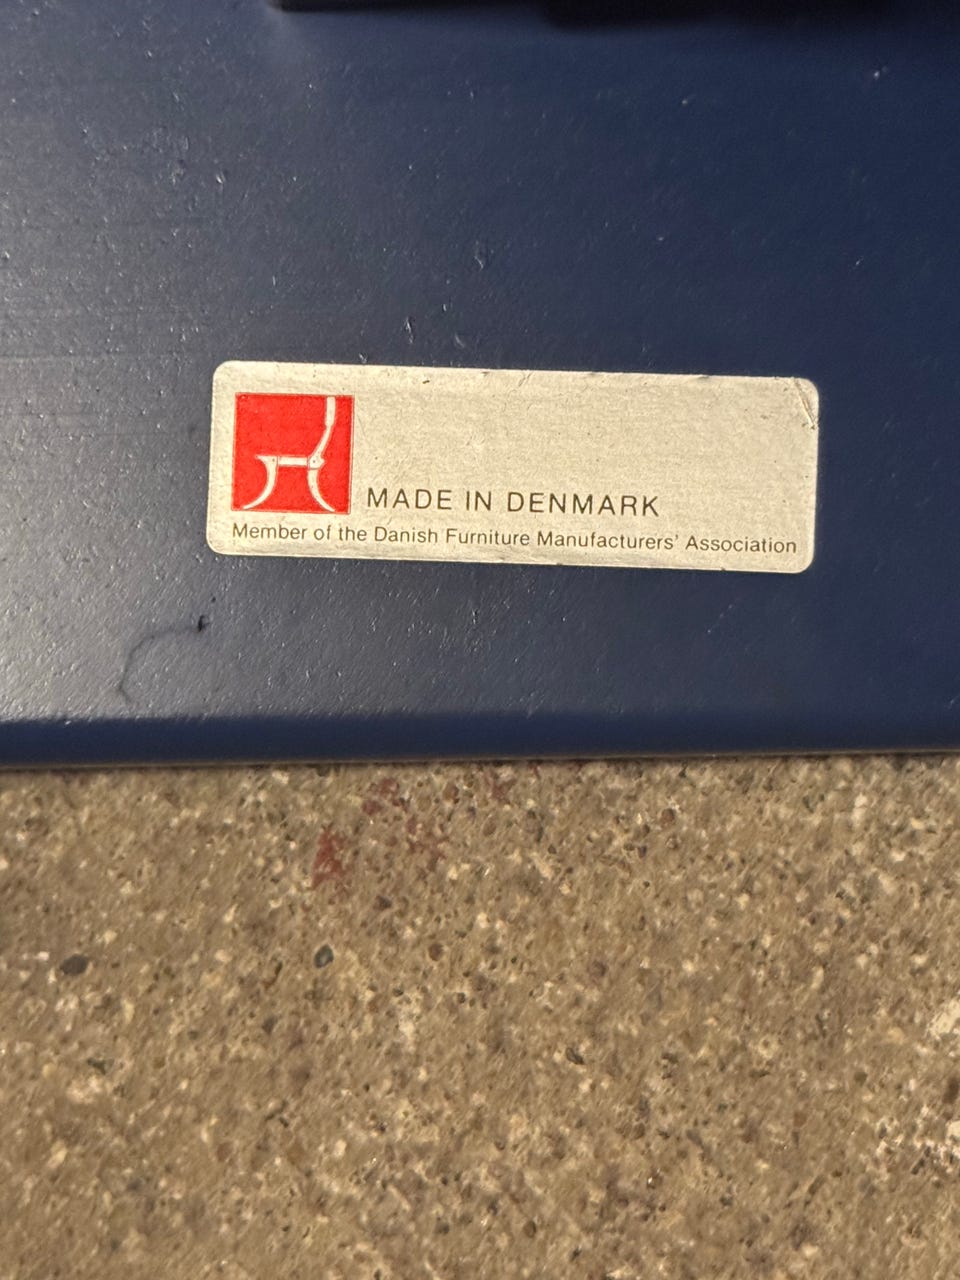 MADE IN DENMARK
Member of the Danish Furniture Manufacturers' Association